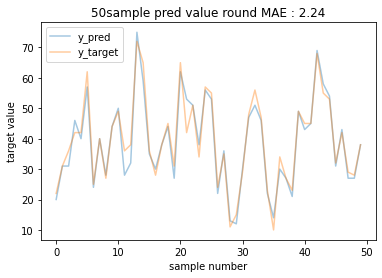 50sample pred value round MAE : 2.24
y_pred
y_target
target value
70
60
50
40
30
20
10
0 10 20 30 40 50
sample number